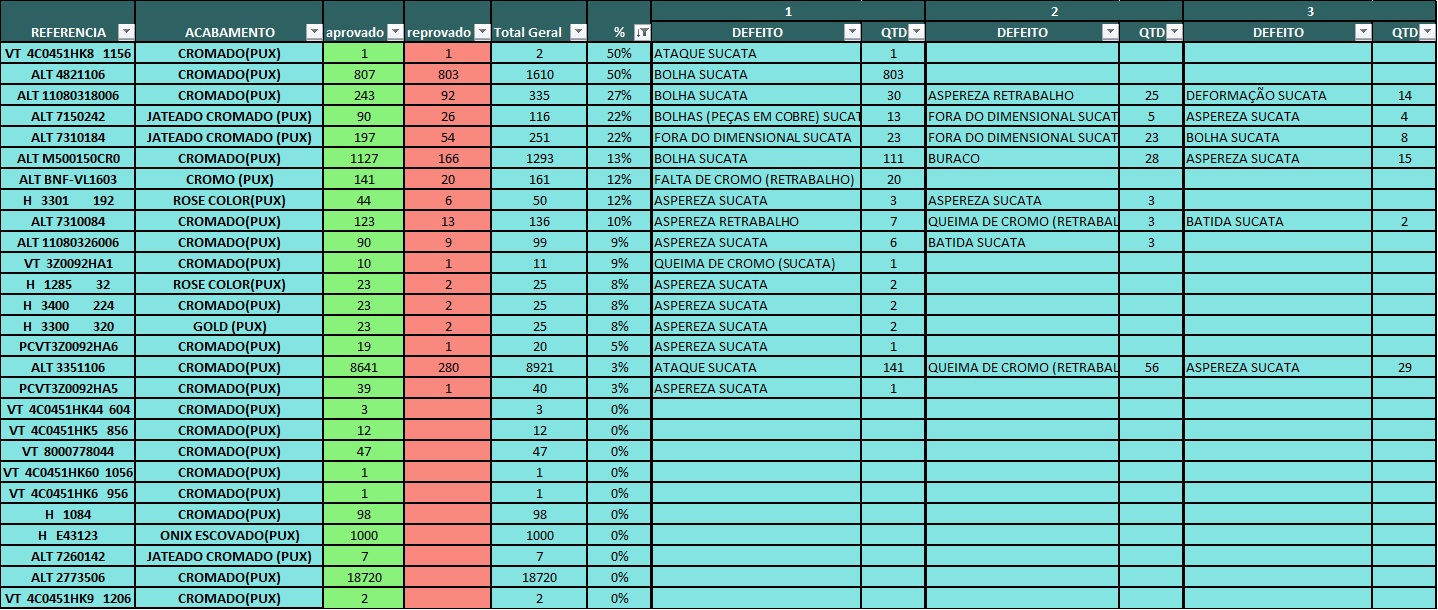 1 2 3
REFERENCIA ACABAMENTO aprovado reprovado Total Geral % DEFEITO QTD DEFEITO QTD DEFEITO QTD
VT 4C0451HK8 1156 CROMADO(PUX) 1 1 2 50% ATAQUE SUCATA 1
ALT 4821106 CROMADO(PUX) 807 803 1610 50% BOLHA SUCATA 803
ALT 11080318006 CROMADO(PUX) 243 92 335 27% BOLHA SUCATA 30 ASPEREZA RETRABALHO 25 DEFORMAÇÃO SUCATA 14
ALT 7150242 JATEADO CROMADO (PUX) 90 26 116 22% BOLHAS (PEÇAS EM COBRE) SUCAT 13 FORA DO DIMENSIONAL SUCAT 5 ASPEREZA SUCATA 4
ALT 7310184 JATEADO CROMADO (PUX) 197 54 251 22% FORA DO DIMENSIONAL SUCATA 23 FORA DO DIMENSIONAL SUCAT 23 BOLHA SUCATA 8
ALT M500150CR0 CROMADO(PUX) 1127 166 1293 13% BOLHA SUCATA 111 BURACO 28 ASPEREZA SUCATA 15
ALT BNF-VL1603 CROMO (PUX) 141 20 161 12% FALTA DE CROMO (RETRABALHO) 20
H 3301 192 ROSE COLOR(PUX) 44 6 50 12% ASPEREZA SUCATA 3 ASPEREZA SUCATA 3
ALT 7310084 CROMADO(PUX) 123 13 136 10% ASPEREZA RETRABALHO 7 QUEIMA DE CROMO (RETRABAL 3 BATIDA SUCATA 2
ALT 11080326006 CROMADO(PUX) 90 9 99 9% ASPEREZA SUCATA 6 BATIDA SUCATA 3
VT 3Z0092HA1 CROMADO(PUX) 10 1 11 9% QUEIMA DE CROMO (SUCATA) 1
H 1285 32 ROSE COLOR(PUX) 23 2 25 8% ASPEREZA SUCATA 2
H 3400 224 CROMADO(PUX) 23 2 25 8% ASPEREZA SUCATA 2
H 3300 320 GOLD (PUX) 23 2 25 8% ASPEREZA SUCATA 2
PCVT3Z0092HA6 CROMADO(PUX) 19 1 20 5% ASPEREZA SUCATA 1
ALT 3351106 CROMADO(PUX) 8641 280 8921 3% ATAQUE SUCATA 141 QUEIMA DE CROMO (RETRABAL 56 ASPEREZA SUCATA 29
PCVT3Z0092HA5 CROMADO(PUX) 39 1 40 3% ASPEREZA SUCATA 1
VT 4C0451HK44 604 CROMADO(PUX) 3 3 0%
VT 4C0451HK5 856 CROMADO(PUX) 12 12 0%
VT 8000778044 CROMADO(PUX) 47 47 0%
VT 4C0451HK60 1056 CROMADO(PUX) 1 1 0%
VT 4C0451HK6 956 CROMADO(PUX) 1 1 0%
H 1084 CROMADO(PUX) 98 98 0%
H E43123 ONIX ESCOVADO(PUX) 1000 1000 0%
ALT 7260142 JATEADO CROMADO (PUX) 7 7 0%
ALT 2773506 CROMADO(PUX) 18720 18720 0%
VT 4C0451HK9 1206 CROMADO(PUX) 2 2 0%